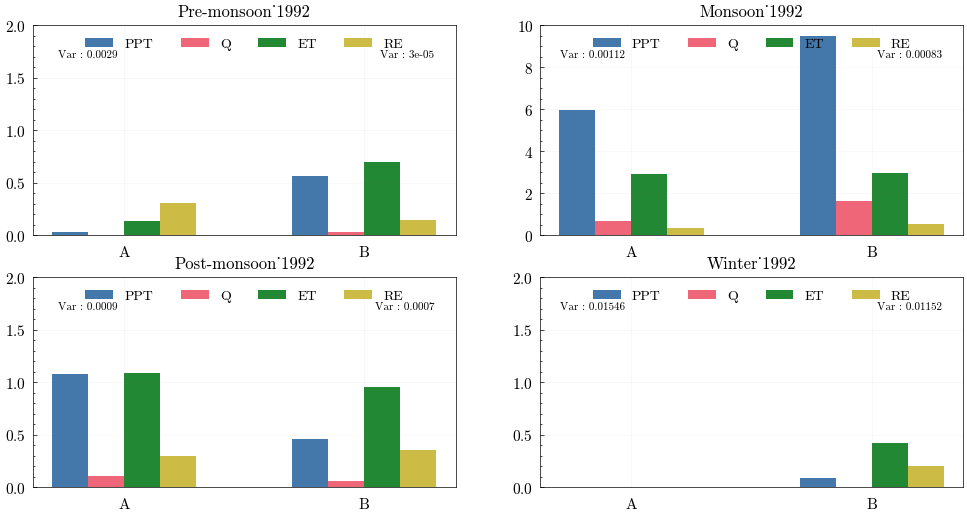 Pre-monsoon˙1992
PPT Q ET RE
Var : 0.0029 Var : 3e-05
2.0
1.5
1.0
0.5
0.0
A B
Monsoon˙1992
PPT Q ET RE
Var : 0.00112 Var : 0.00083
10
8
6
4
2
0
A B
Post-monsoon˙1992
PPT Q ET RE
Var : 0.0009 Var : 0.0007
2.0
1.5
1.0
0.5
0.0
A B
Winter˙1992
PPT Q ET RE
Var : 0.01546 Var : 0.01152
2.0
1.5
1.0
0.5
0.0
A B